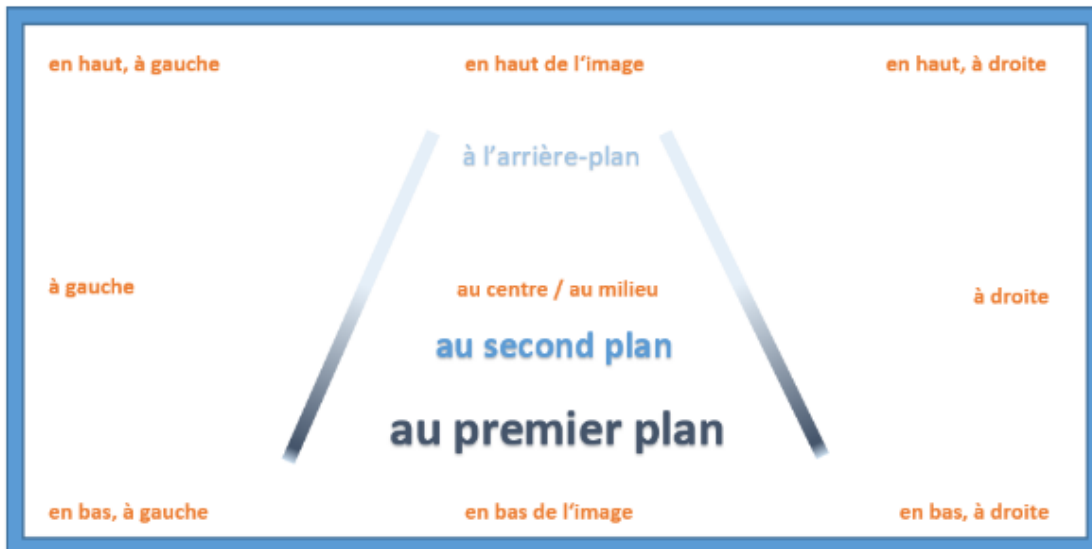 en haut, à gauche
en haut de l'image
en haut, à droite
à l'arrière-plan
à gauche
au centre / au milieu
à droite
au second plan
au premier plan
en bas, à gauche
en bas de l'image
en bas, à droite